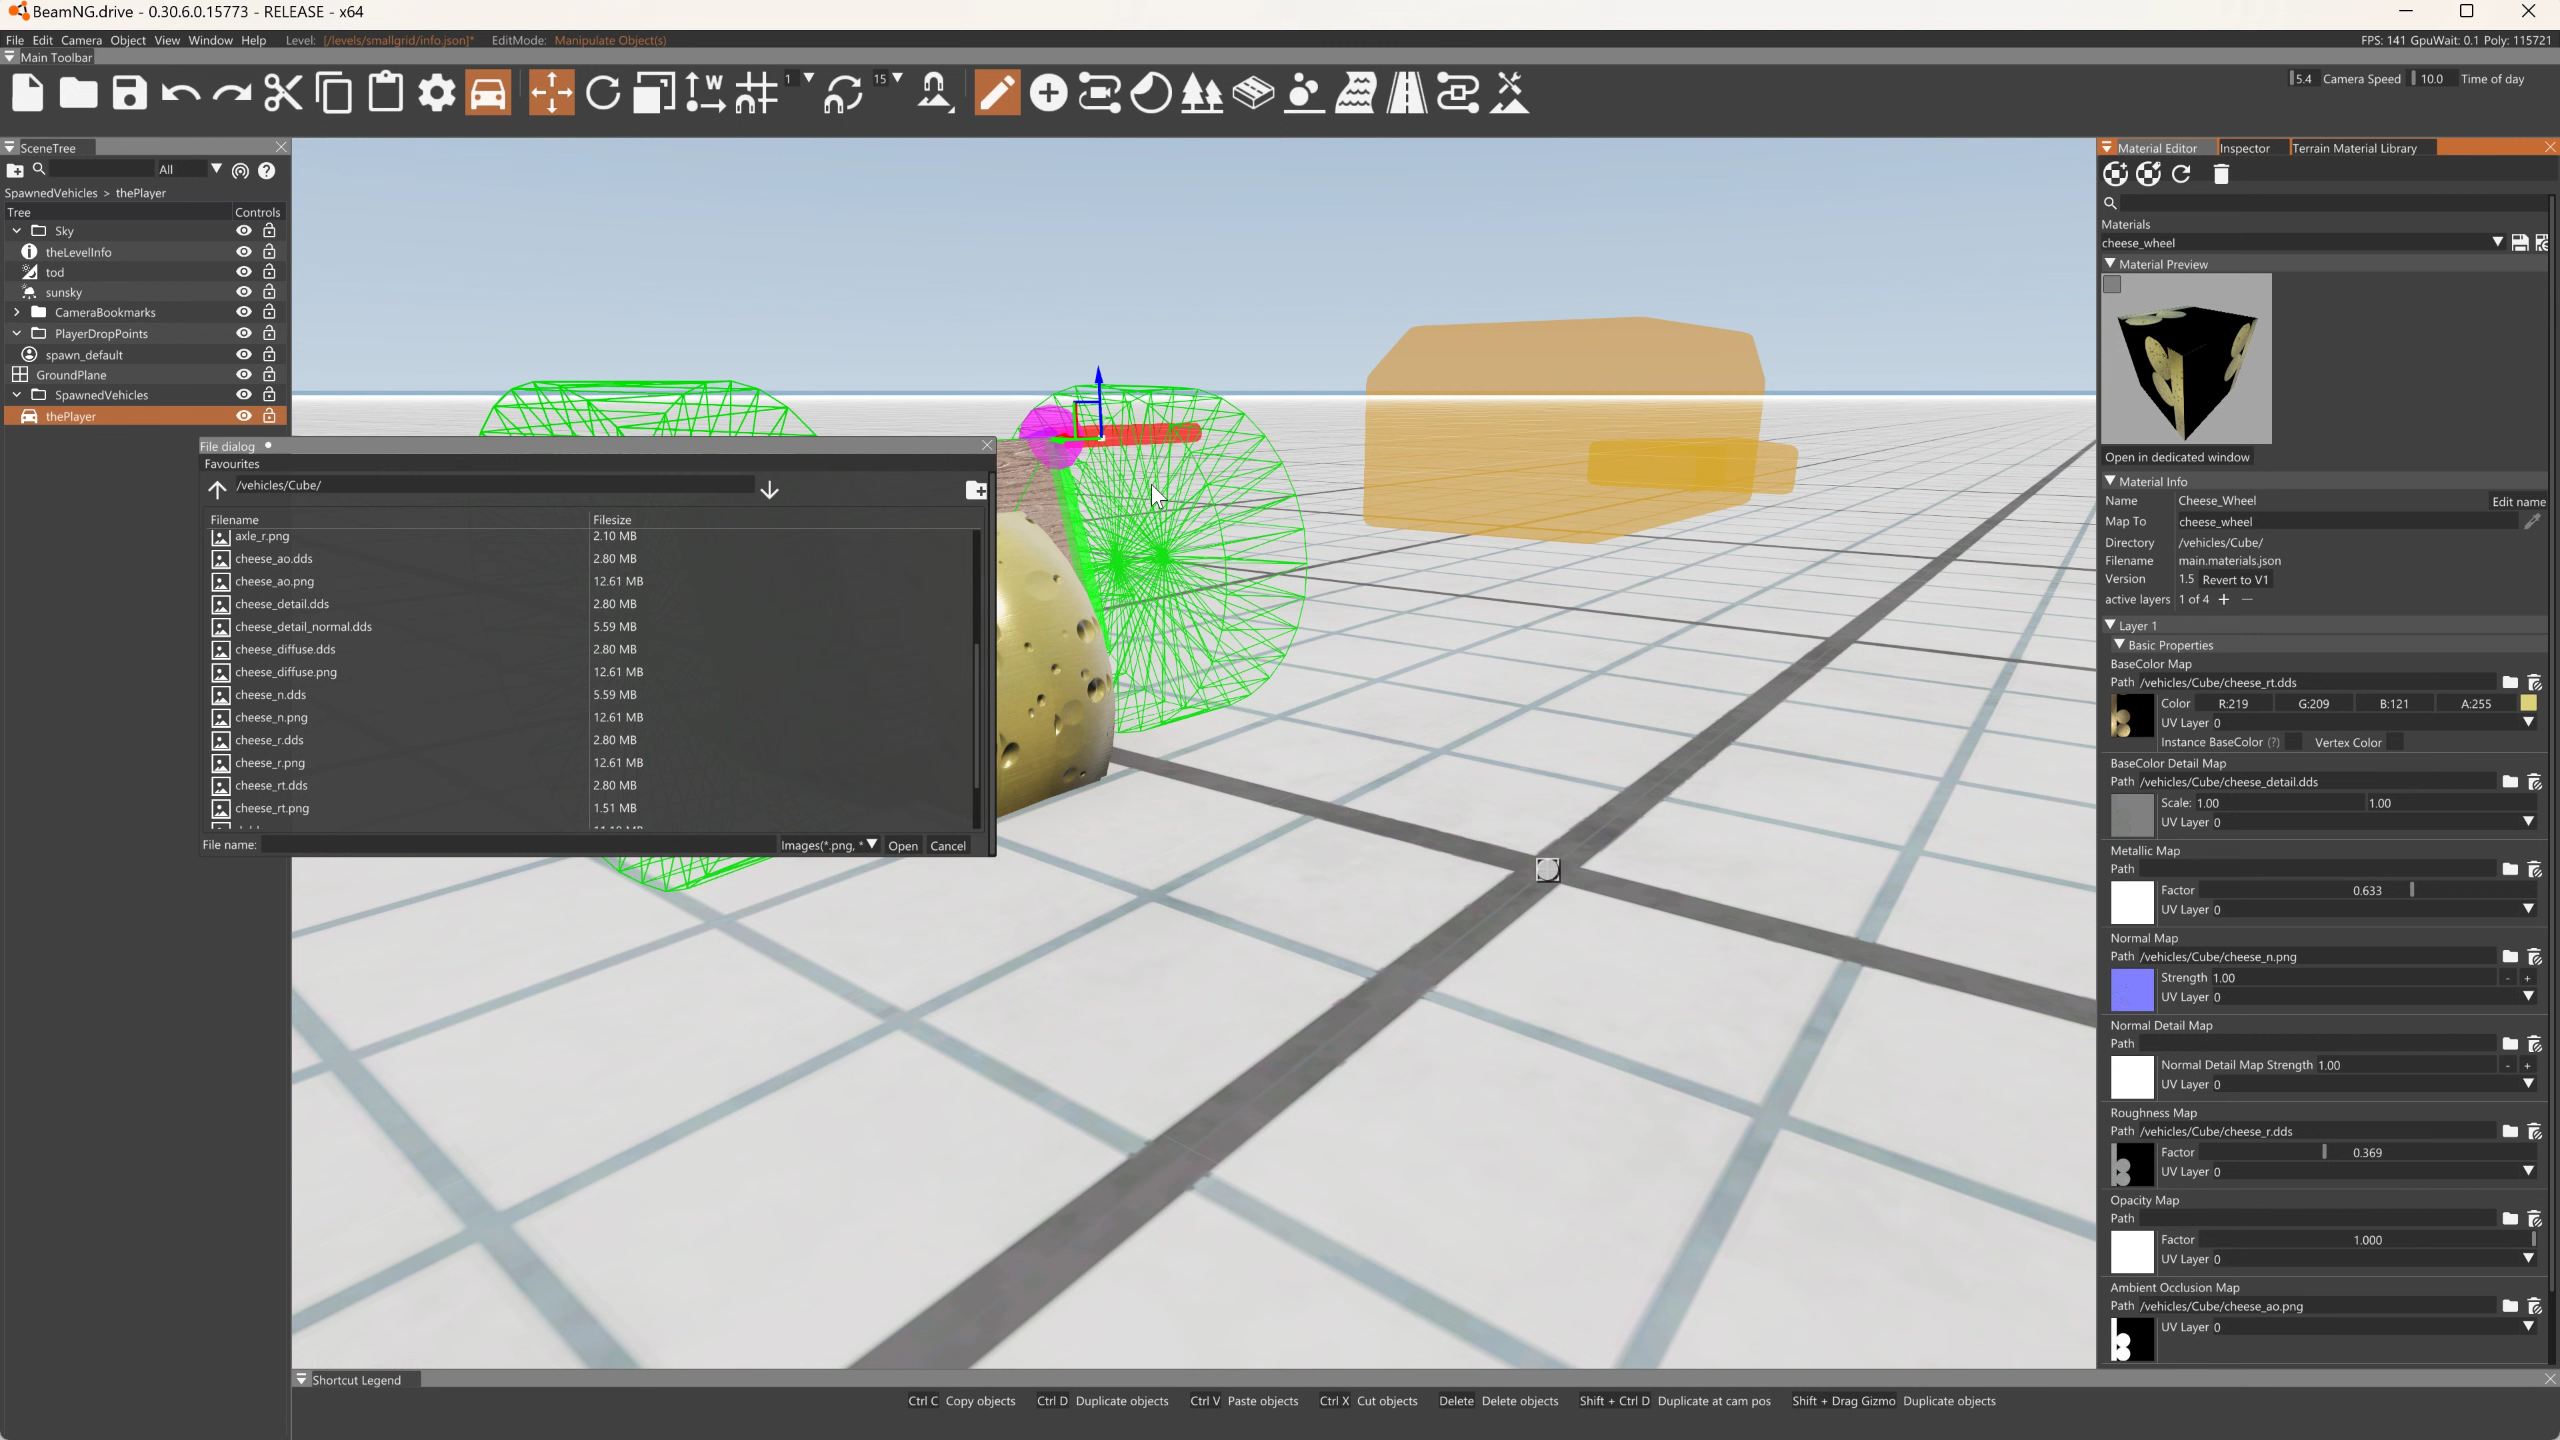 BeamNG.drive - 0.30.6.0.15773 - RELEASE - x64
File Edit Camera Object View Window Help Level: [/levels/smallgrid/info.json]* EditMode: Manipulate Object(s) FPS: 141 GpuWait: 0.1 Poly: 115721
Main Toolbar
W 1 15 5.4 Camera Speed 10.0 Time of day
SceneTree
All
SpawnedVehicles > thePlayer
Tree Controls
Sky
theLevelInfo
tod
sunsky
CameraBookmarks
PlayerDropPoints
spawn_default
GroundPlane
SpawnedVehicles
thePlayer
File dialog
Favourites
/vehicles/Cube/
Filename Filesize
axle_r.png 2.10 MB
cheese_ao.dds 2.80 MB
cheese_ao.png 12.61 MB
cheese_detail.dds 2.80 MB
cheese_detail_normal.dds 5.59 MB
cheese_diffuse.dds 2.80 MB
cheese_diffuse.png 12.61 MB
cheese_n.dds 5.59 MB
cheese_n.png 12.61 MB
cheese_r.dds 2.80 MB
cheese_r.png 12.61 MB
cheese_rt.dds 2.80 MB
cheese_rt.png 1.51 MB
File name: Images(*.png, * Open Cancel
Material Editor Inspector Terrain Material Library
Materials
cheese_wheel
Material Preview
Open in dedicated window
Material Info
Name Cheese_Wheel Edit name
Map To cheese_wheel
Directory /vehicles/Cube/
Filename main.materials.json
Version 1.5 Revert to V1
active layers 1 of 4 + −
Layer 1
Basic Properties
BaseColor Map
Path /vehicles/Cube/cheese_rt.dds
Color R:219 G:209 B:121 A:255
UV Layer 0
Instance BaseColor (?) Vertex Color
BaseColor Detail Map
Path /vehicles/Cube/cheese_detail.dds
Scale: 1.00 1.00
UV Layer 0
Metallic Map
Path
Factor 0.633
UV Layer 0
Normal Map
Path /vehicles/Cube/cheese_n.png
Strength 1.00 - +
UV Layer 0
Normal Detail Map
Path
Normal Detail Map Strength 1.00 - +
UV Layer 0
Roughness Map
Path /vehicles/Cube/cheese_r.dds
Factor 0.369
UV Layer 0
Opacity Map
Path
Factor 1.000
UV Layer 0
Ambient Occlusion Map
Path /vehicles/Cube/cheese_ao.png
UV Layer 0
Shortcut Legend
Ctrl C Copy objects Ctrl D Duplicate objects Ctrl V Paste objects Ctrl X Cut objects Delete Delete objects Shift + Ctrl D Duplicate at cam pos Shift + Drag Gizmo Duplicate objects